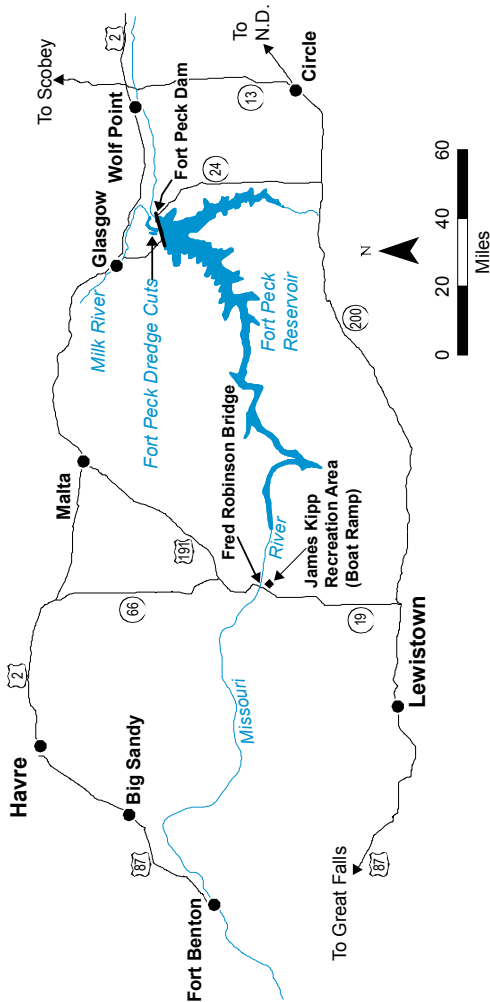 To Scobey
2
Wolf Point
Fort Peck Dam
13
To
N.D.
Circle
24
Glasgow
Milk River
Fort Peck Dredge Cuts
Fort Peck
Reservoir
200
N
0 20 40 60
Miles
Malta
191
Fred Robinson Bridge
River
James Kipp
Recreation Area
(Boat Ramp)
66
19
2
Havre
Big Sandy
87
Fort Benton
Missouri
Lewistown
To Great Falls
87